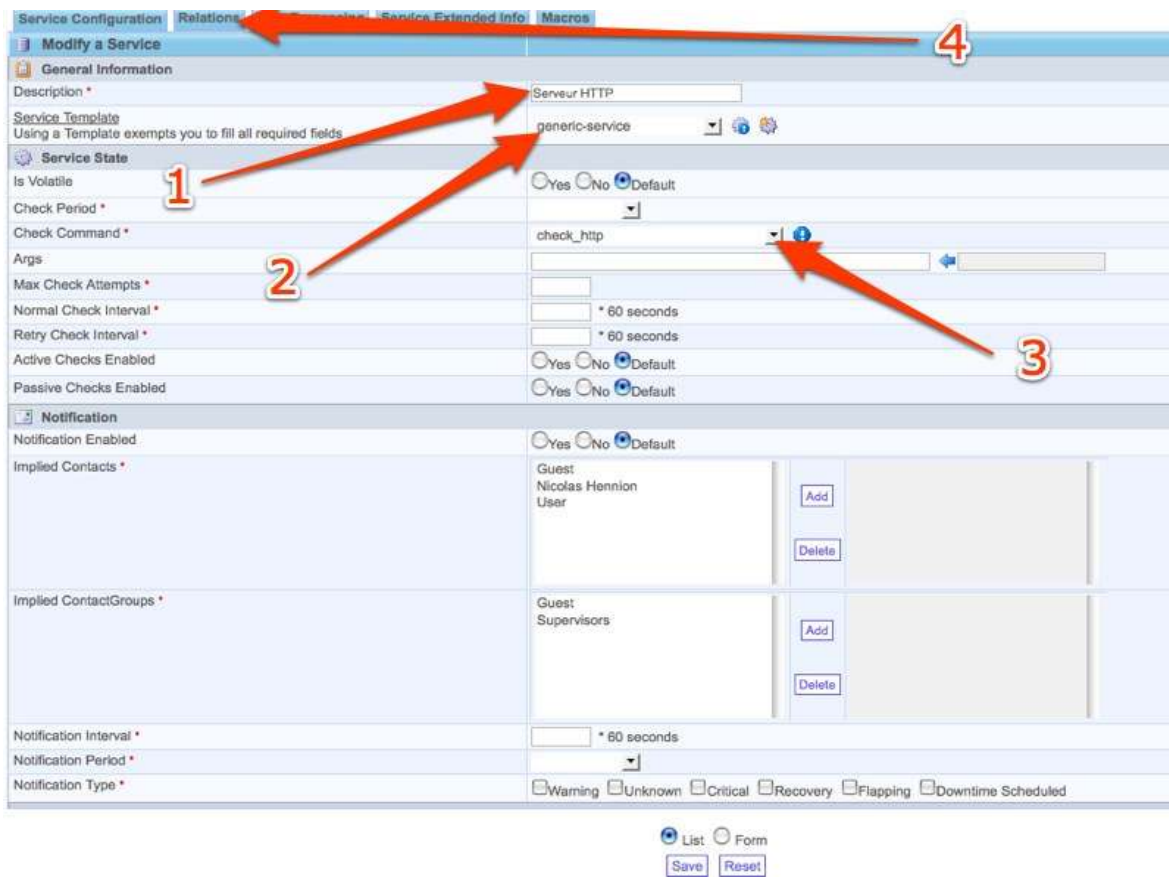 Service Configuration Relations Service Extended Info Macros
4
Modify a Service
General Information
Description * Serveur HTTP
Service Template generic-service
Using a Template exempts you to fill all required fields
Service State
1
Is Volatile Yes No Default
Check Period *
Check Command * check_http
Args
2
Max Check Attempts *
Normal Check Interval * * 60 seconds
Retry Check Interval * * 60 seconds
3
Active Checks Enabled Yes No Default
Passive Checks Enabled Yes No Default
Notification
Notification Enabled Yes No Default
Implied Contacts * Guest
Nicolas Hennion
User
Add
Delete
Implied ContactGroups * Guest
Supervisors
Add
Delete
Notification Interval * * 60 seconds
Notification Period *
Notification Type * Warning Unknown Critical Recovery Flapping Downtime Scheduled
List Form
Save Reset